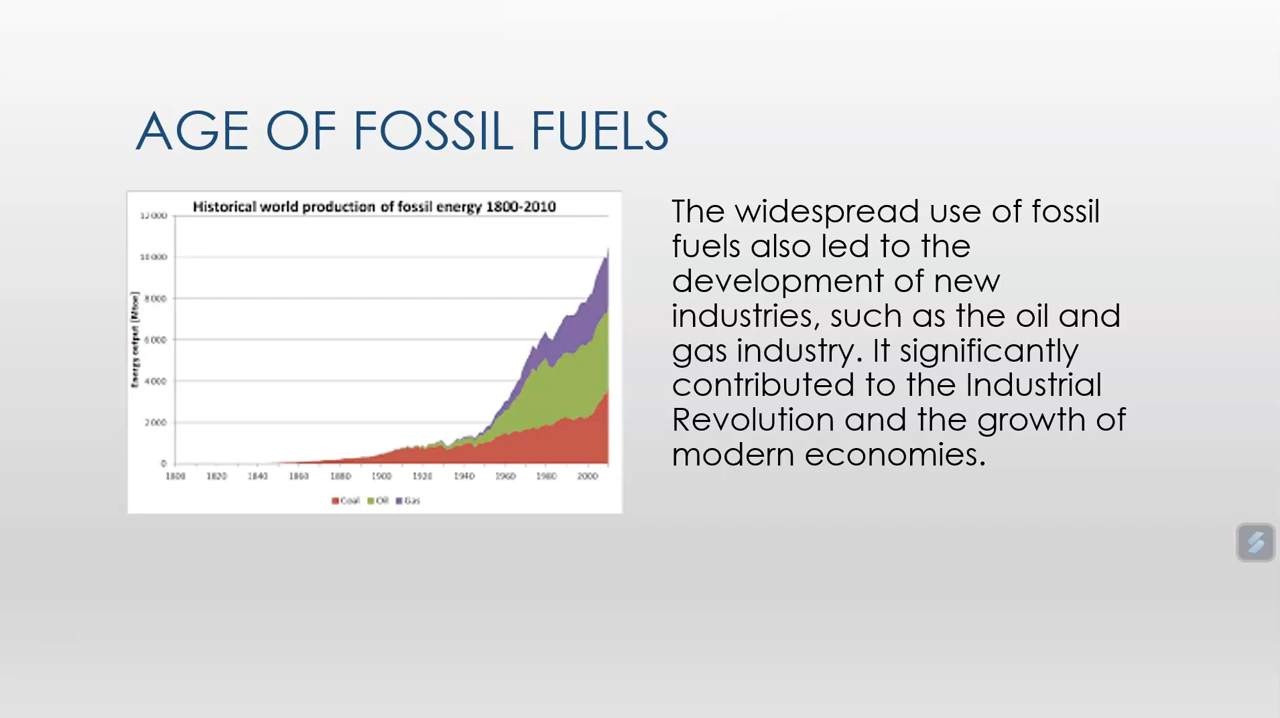 AGE OF FOSSIL FUELS
Historical world production of fossil energy 1800-2010
12 000
10 000
8 000
6 000
4 000
2 000
0
Energy output [Mtoe]
1800 1820 1840 1860 1880 1900 1920 1940 1960 1980 2000
Coal Oil Gas
The widespread use of fossil
fuels also led to the
development of new
industries, such as the oil and
gas industry. It significantly
contributed to the Industrial
Revolution and the growth of
modern economies.